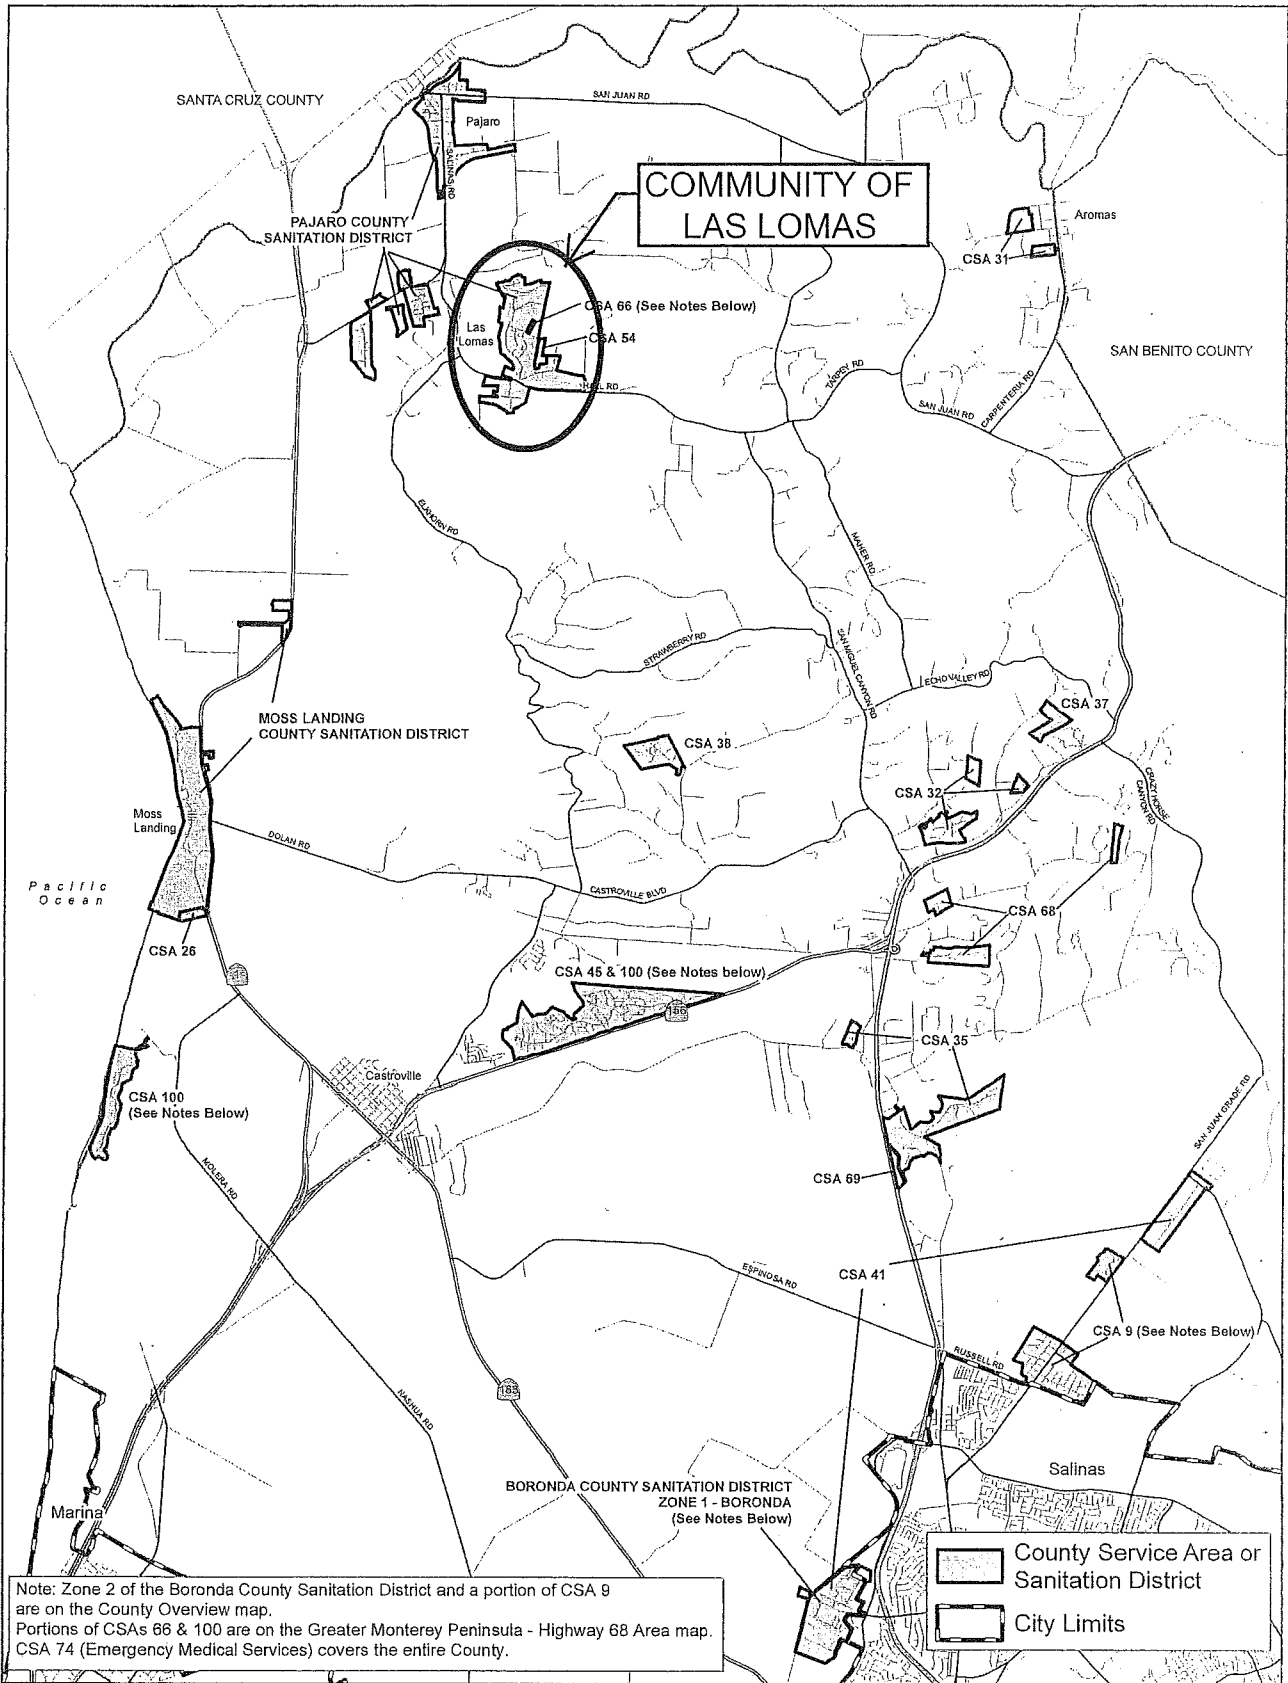 SANTA CRUZ COUNTY
SAN JUAN RD
Pajaro
SALINAS RD
COMMUNITY OF
LAS LOMAS
PAJARO COUNTY
SANITATION DISTRICT
Aromas
CSA 31
CSA 66 (See Notes Below)
Las
Lomas
CSA 54
HALL RD
SAN BENITO COUNTY
TARPEY RD
SAN JUAN RD
CARPENTERIA RD
ELKHORN RD
MAHER RD
STRAWBERRY RD
SAN MIGUEL CANYON RD
ECHO VALLEY RD
CSA 37
MOSS LANDING
COUNTY SANITATION DISTRICT
CSA 38
CSA 32
CRAZY HORSE
CANYON RD
Moss
Landing
DOLAN RD
CASTROVILLE BLVD
Pacific
Ocean
CSA 68
CSA 26
CSA 45 & 100 (See Notes below)
156
CSA 35
Castroville
CSA 100
(See Notes Below)
SAN JUAN GRADE RD
MOLERA RD
CSA 69
ESPINOSA RD
CSA 41
CSA 9 (See Notes Below)
RUSSELL RD
183
NASHUA RD
Salinas
BORONDA COUNTY SANITATION DISTRICT
ZONE 1 - BORONDA
(See Notes Below)
Marina
County Service Area or
Sanitation District
City Limits
Note: Zone 2 of the Boronda County Sanitation District and a portion of CSA 9
are on the County Overview map.
Portions of CSAs 66 & 100 are on the Greater Monterey Peninsula - Highway 68 Area map.
CSA 74 (Emergency Medical Services) covers the entire County.